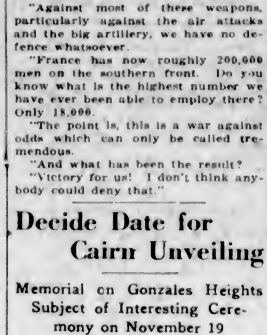 "Against most of these weapons,
particularly against the air attacks
and the big artillery, we have no de-
fence whatsoever.
"France has now roughly 200,000
men on the southern front. Do you
know what is the highest number we
have ever been able to employ there?
Only 18,000.
"The point is, this is a war against
odds which can only be called tre-
mendous.
"And what has been the result?
"Victory for us! I don't think any-
body could deny that."
Decide Date for
Cairn Unveiling
Memorial on Gonzales Heights
Subject of Interesting Cere-
mony on November 19